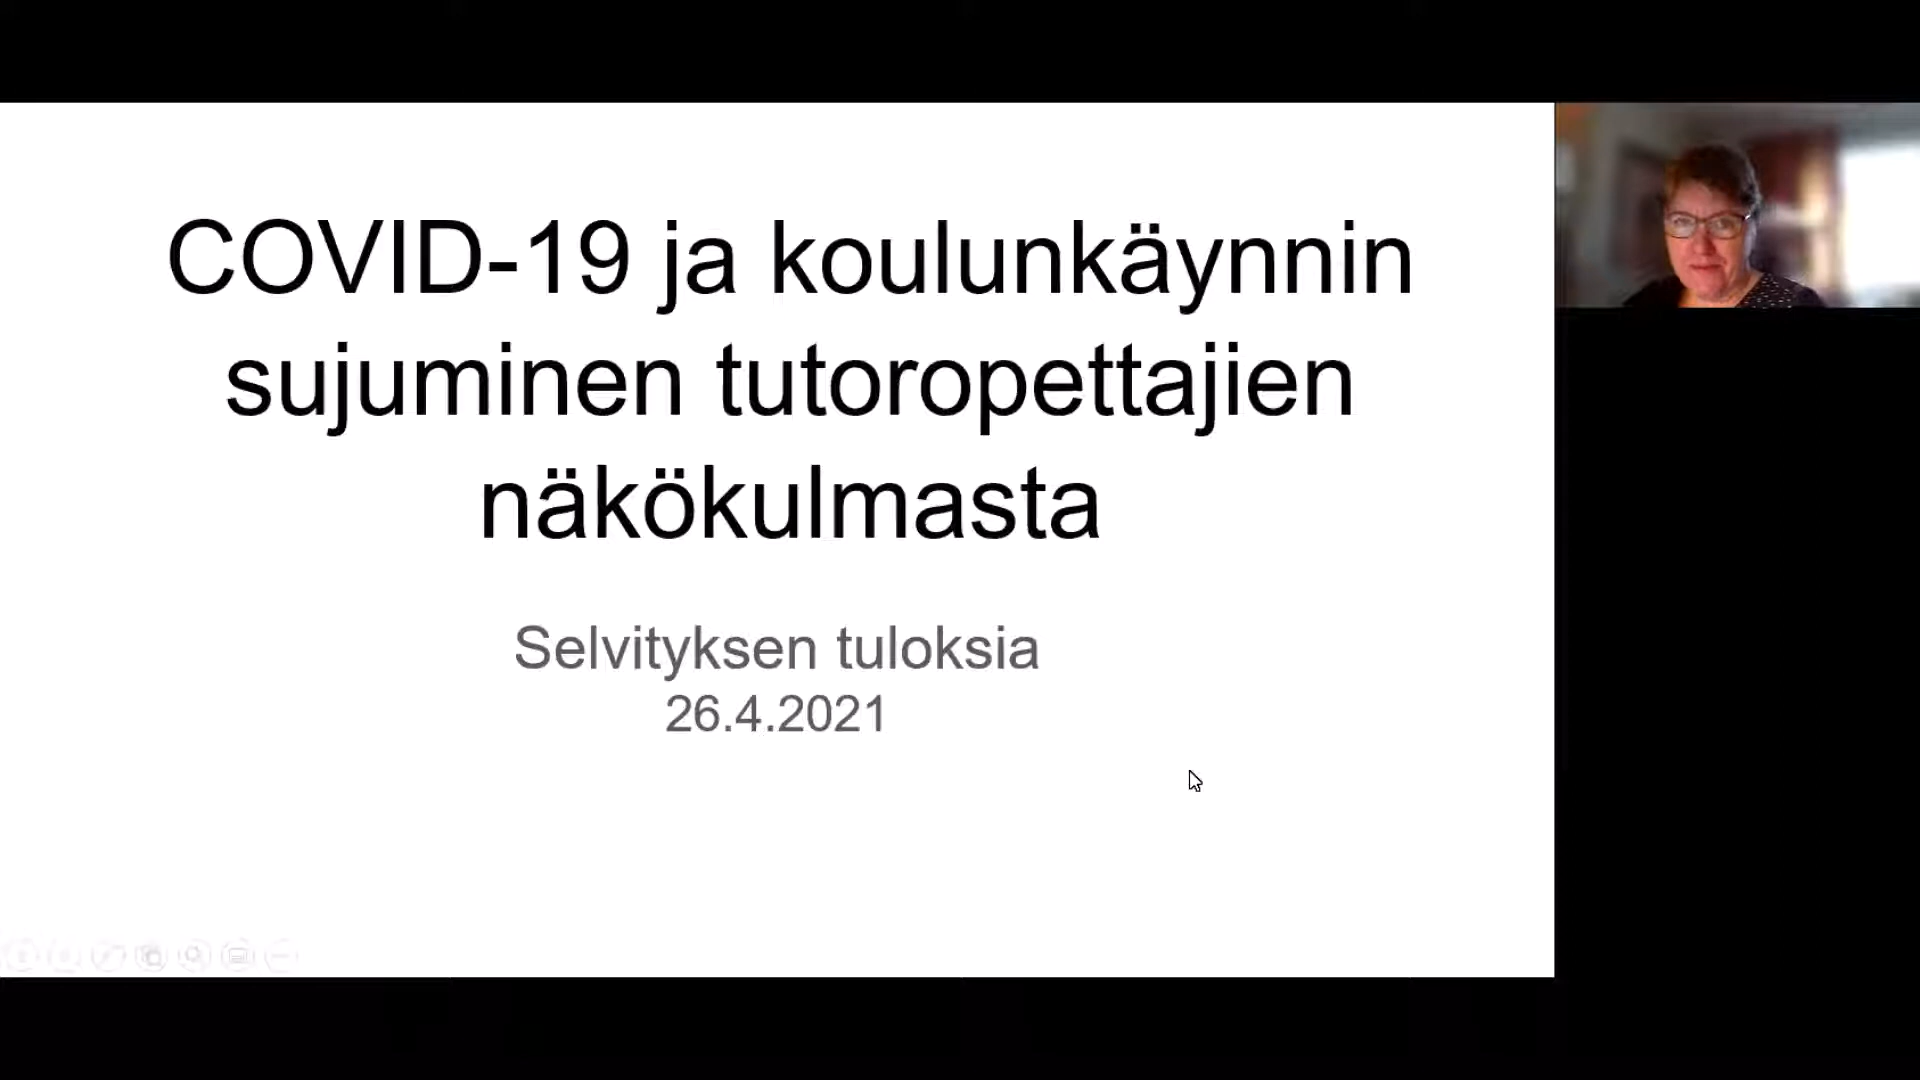 COVID-19 ja koulunkäynnin
sujuminen tutoropettajien
näkökulmasta
Selvityksen tuloksia
26.4.2021